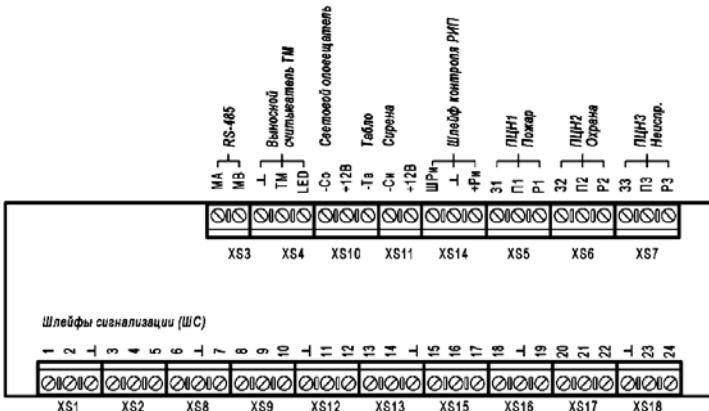 RS-485
Выносной
считыватель ТМ
Световой оповещатель
Табло
Сирена
Шлейф контроля РИП
ПЦН1
Пожар
ПЦН2
Охрана
ПЦН3
Неиспр.
МА МВ ⊥ ТМ LED -Со +12В -Та -Си +12В ШРи ⊥ +Ри З1 П1 Р1 З2 П2 Р2 З3 П3 Р3
XS3 XS4 XS10 XS11 XS14 XS5 XS6 XS7
Шлейфы сигнализации (ШС)
1 2 ⊥ 3 4 5 6 ⊥ 7 8 9 10 ⊥ 11 12 13 14 ⊥ 15 16 17 18 ⊥ 19 20 21 22 ⊥ 23 24
XS1 XS2 XS8 XS9 XS12 XS13 XS15 XS16 XS17 XS18